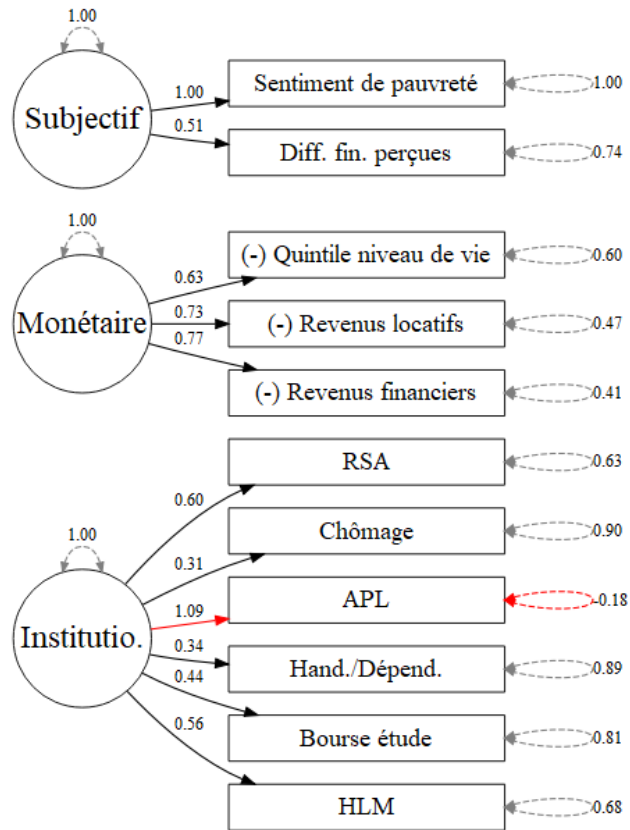 1.00
Subjectif
1.00
0.51
Sentiment de pauvreté
1.00
Diff. fin. perçues
0.74
1.00
Monétaire
0.63
0.73
0.77
(-) Quintile niveau de vie
0.60
(-) Revenus locatifs
0.47
(-) Revenus financiers
0.41
1.00
Institutio.
0.60
0.31
1.09
0.34
0.44
0.56
RSA
0.63
Chômage
0.90
APL
-0.18
Hand./Dépend.
0.89
Bourse étude
0.81
HLM
0.68